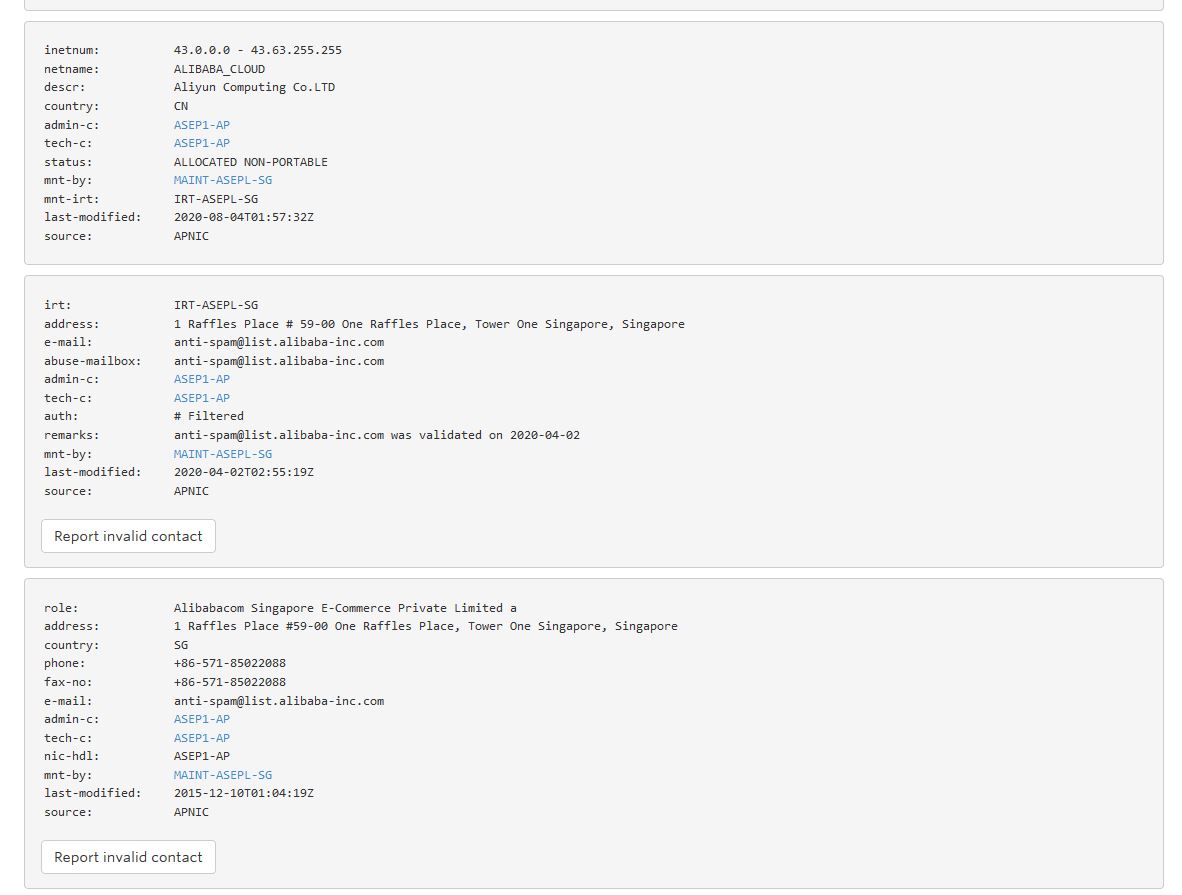 inetnum: 43.0.0.0 - 43.63.255.255
netname: ALIBABA_CLOUD
descr: Aliyun Computing Co.LTD
country: CN
admin-c: ASEP1-AP
tech-c: ASEP1-AP
status: ALLOCATED NON-PORTABLE
mnt-by: MAINT-ASEPL-SG
mnt-irt: IRT-ASEPL-SG
last-modified: 2020-08-04T01:57:32Z
source: APNIC
irt: IRT-ASEPL-SG
address: 1 Raffles Place # 59-00 One Raffles Place, Tower One Singapore, Singapore
e-mail: anti-spam@list.alibaba-inc.com
abuse-mailbox: anti-spam@list.alibaba-inc.com
admin-c: ASEP1-AP
tech-c: ASEP1-AP
auth: # Filtered
remarks: anti-spam@list.alibaba-inc.com was validated on 2020-04-02
mnt-by: MAINT-ASEPL-SG
last-modified: 2020-04-02T02:55:19Z
source: APNIC
Report invalid contact
role: Alibabacom Singapore E-Commerce Private Limited a
address: 1 Raffles Place #59-00 One Raffles Place, Tower One Singapore, Singapore
country: SG
phone: +86-571-85022088
fax-no: +86-571-85022088
e-mail: anti-spam@list.alibaba-inc.com
admin-c: ASEP1-AP
tech-c: ASEP1-AP
nic-hdl: ASEP1-AP
mnt-by: MAINT-ASEPL-SG
last-modified: 2015-12-10T01:04:19Z
source: APNIC
Report invalid contact